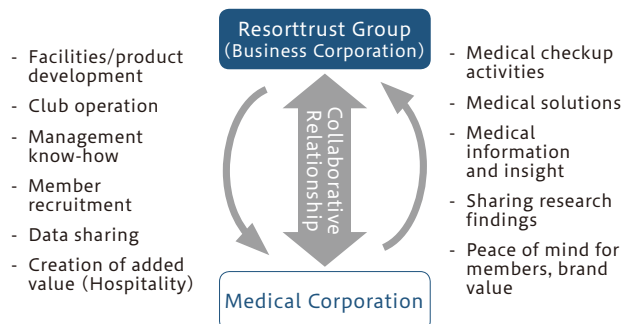 Resorttrust Group
(Business Corporation)
- Facilities/product
development
- Club operation
- Management
know-how
- Member
recruitment
- Data sharing
- Creation of added
value (Hospitality)
Collaborative
Relationship
- Medical checkup
activities
- Medical solutions
- Medical
information
and insight
- Sharing research
findings
- Peace of mind for
members, brand
value
Medical Corporation